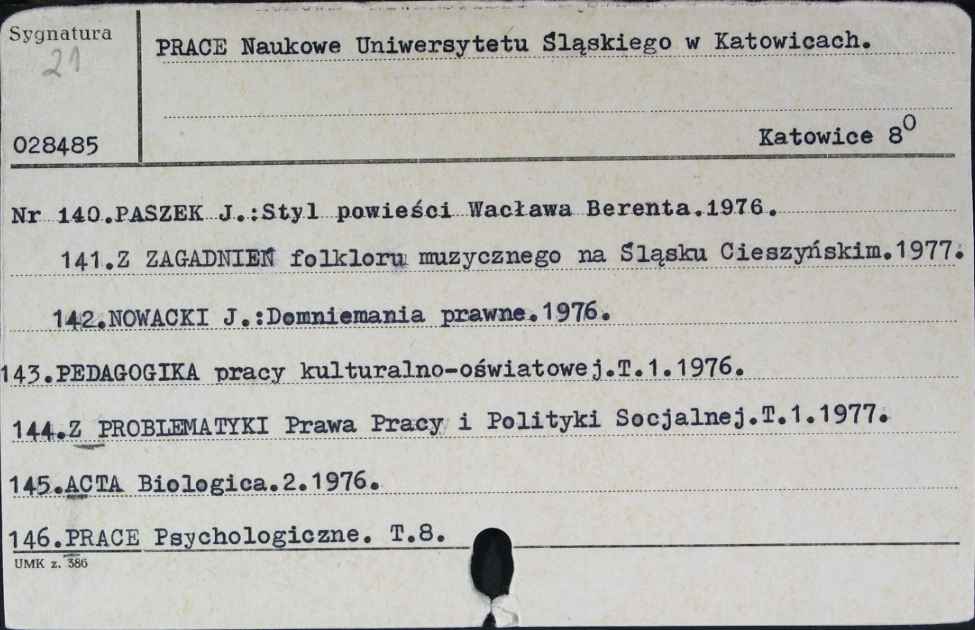 Sygnatura
21
PRACE Naukowe Uniwersytetu Śląskiego w Katowicach.
028485
Katowice 8⁰
Nr 140.PASZEK J.:Styl powieści Wacława Berenta.1976.
141.Z ZAGADNIEŃ folkloru muzycznego na Śląsku Cieszyńskim.1977.
142.NOWACKI J.:Domniemania prawne.1976.
143.PEDAGOGIKA pracy kulturalno-oświatowej.T.1.1976.
144.Z PROBLEMATYKI Prawa Pracy i Polityki Socjalnej.T.1.1977.
145.ACTA Biologica.2.1976.
146.PRACE Psychologiczne. T.8.
UMK z. 386